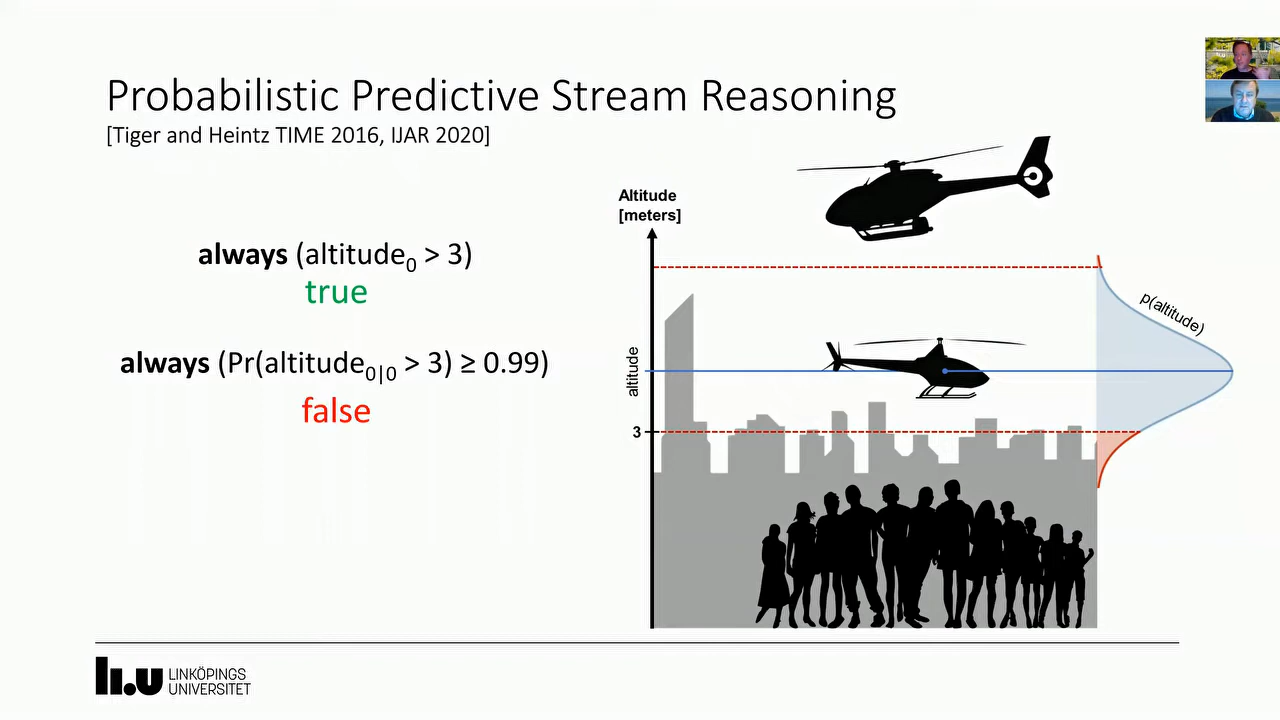 Probabilistic Predictive Stream Reasoning
[Tiger and Heintz TIME 2016, IJAR 2020]
always (altitude₀ > 3)
true
always (Pr(altitude₀|₀ > 3) ≥ 0.99)
false
Altitude
[meters]
altitude
3
p(altitude)
LINKÖPINGS
UNIVERSITET
li.u